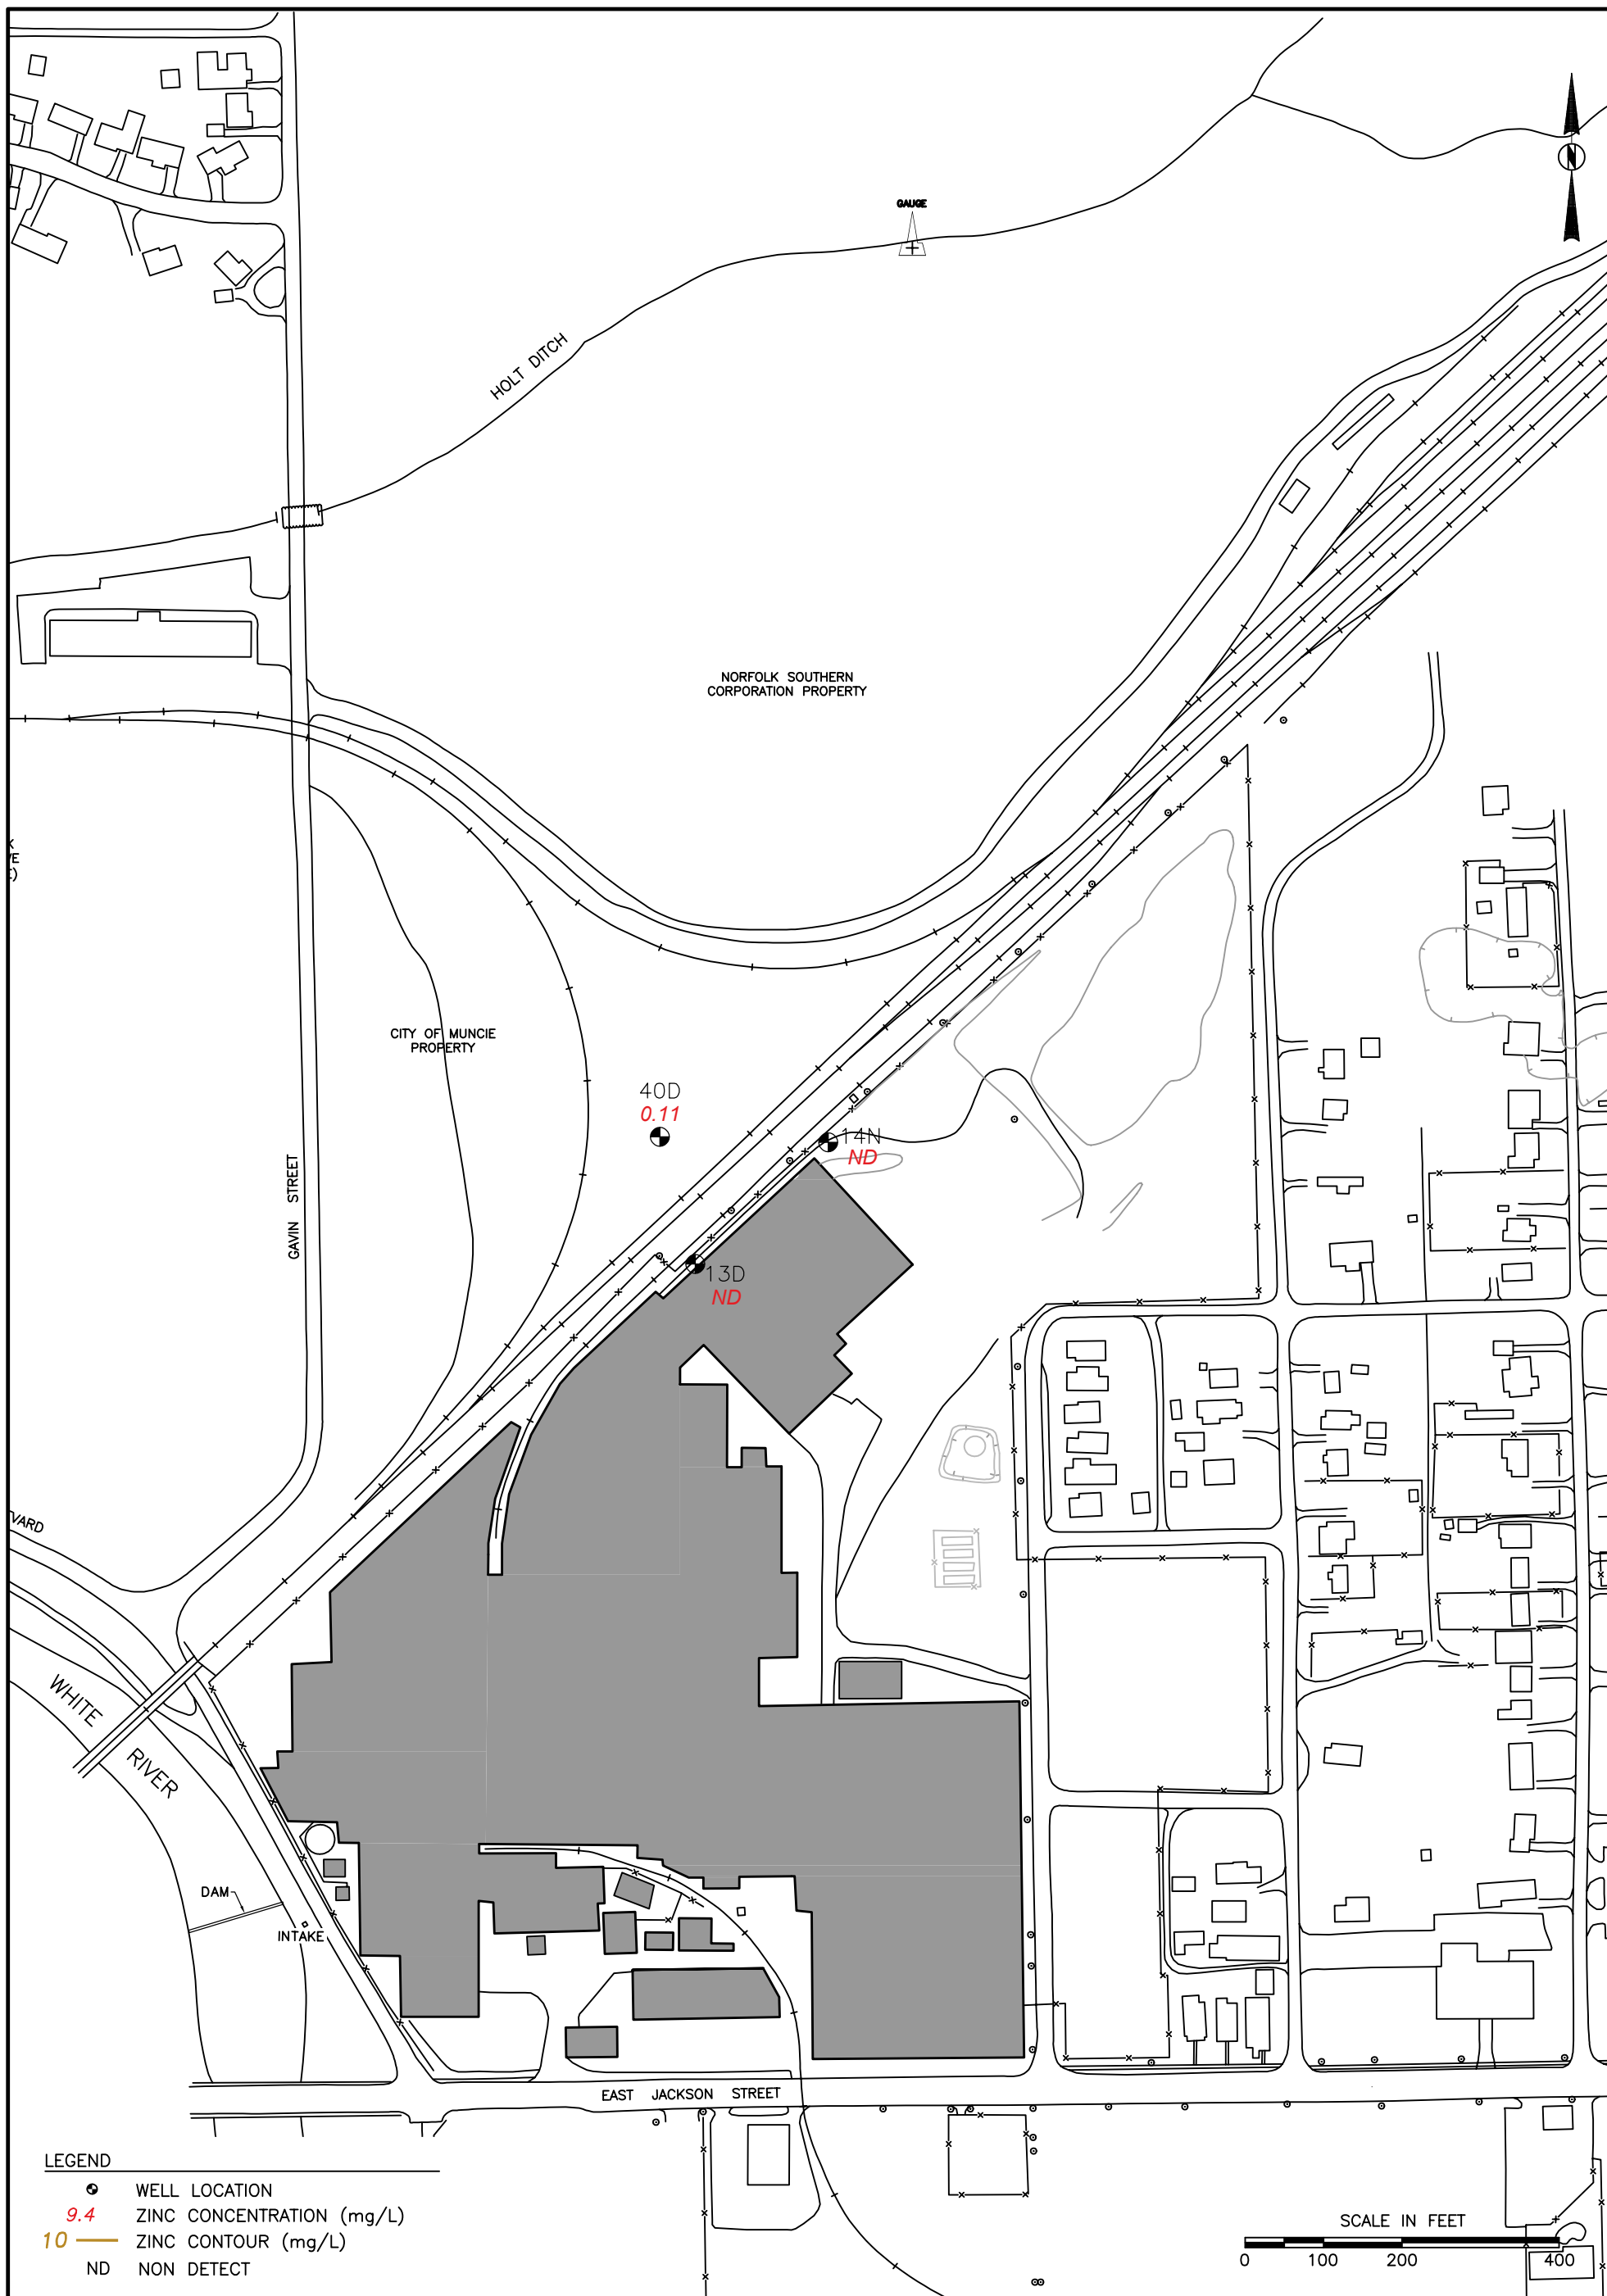 GAUGE
N
HOLT DITCH
NORFOLK SOUTHERN
CORPORATION PROPERTY
CITY OF MUNCIE
PROPERTY
40D
0.11
14N
ND
GAVIN STREET
13D
ND
WHITE
RIVER
DAM
INTAKE
EAST JACKSON STREET
LEGEND
WELL LOCATION
9.4 ZINC CONCENTRATION (mg/L)
10 ZINC CONTOUR (mg/L)
ND NON DETECT
SCALE IN FEET
0 100 200 400